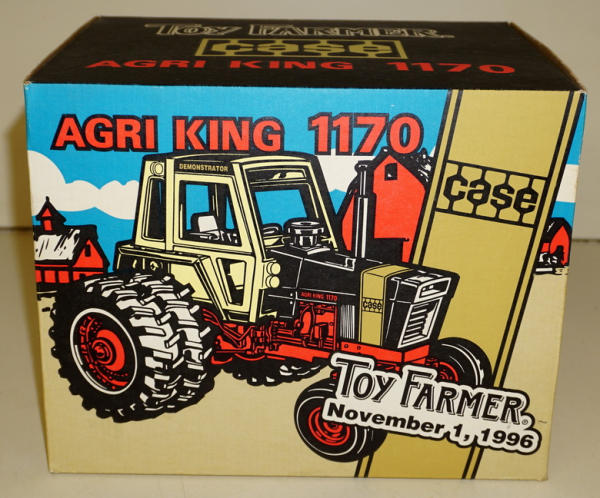 TOY FARMER.
case
AGRI KING 1170
AGRI KING 1170
case
DEMONSTRATOR
AGRI KING 1170
case
TOY FARMER®
November 1, 1996